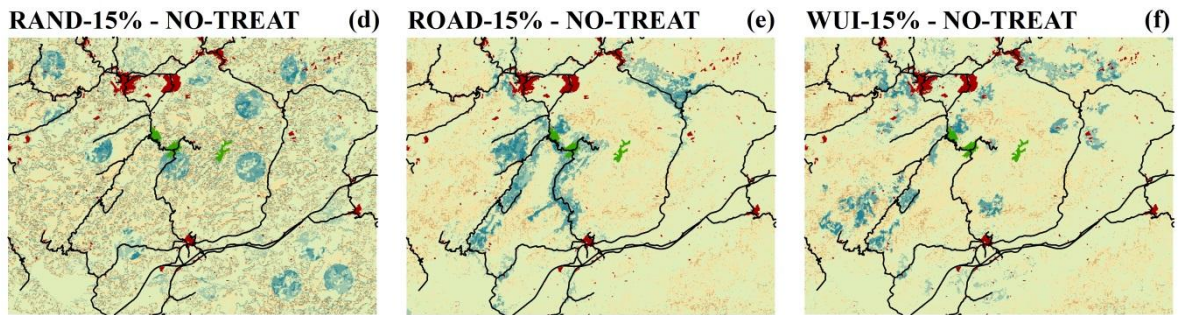 RAND-15% - NO-TREAT (d)
ROAD-15% - NO-TREAT (e)
WUI-15% - NO-TREAT (f)